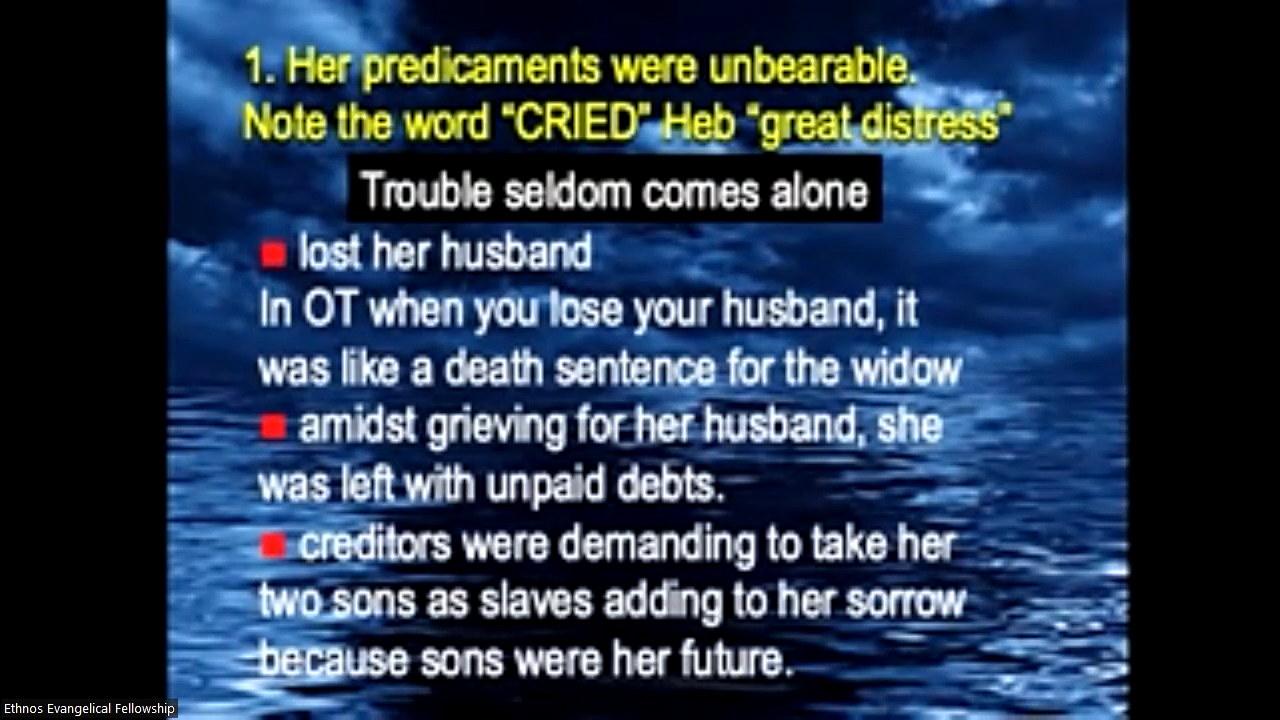 1. Her predicaments were unbearable.
Note the word “CRIED” Heb “great distress”
Trouble seldom comes alone
■ lost her husband
In OT when you lose your husband, it
was like a death sentence for the widow
■ amidst grieving for her husband, she
was left with unpaid debts.
■ creditors were demanding to take her
two sons as slaves adding to her sorrow
because sons were her future.
Ethnos Evangelical Fellowship